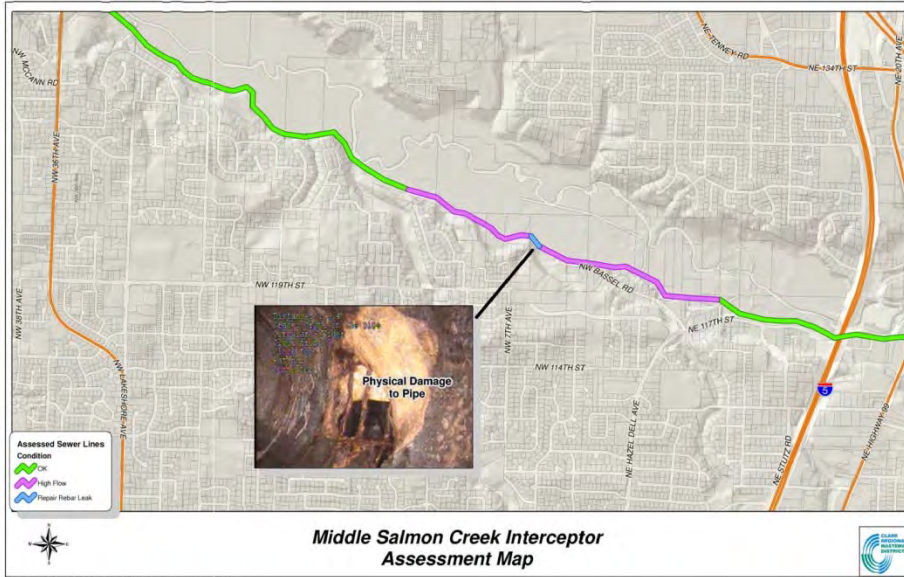 NW MCCANN RD
NW 36TH AVE
NE TENNEY RD
NE 134TH ST
NE 20TH AVE
NW 119TH ST
NW BASSEL RD
NW 38TH AVE
NW 7TH AVE
NE 117TH ST
NW 114TH ST
NW LAKESHORE AVE
NE HAZEL DELL AVE
NE STUTZ RD
NE HIGHWAY 99
5
Physical Damage
to Pipe
Assessed Sewer Lines
Condition
OK
High Flow
Repair Rebar Leak
Middle Salmon Creek Interceptor
Assessment Map
CLARK
REGIONAL
WASTEWATER
DISTRICT